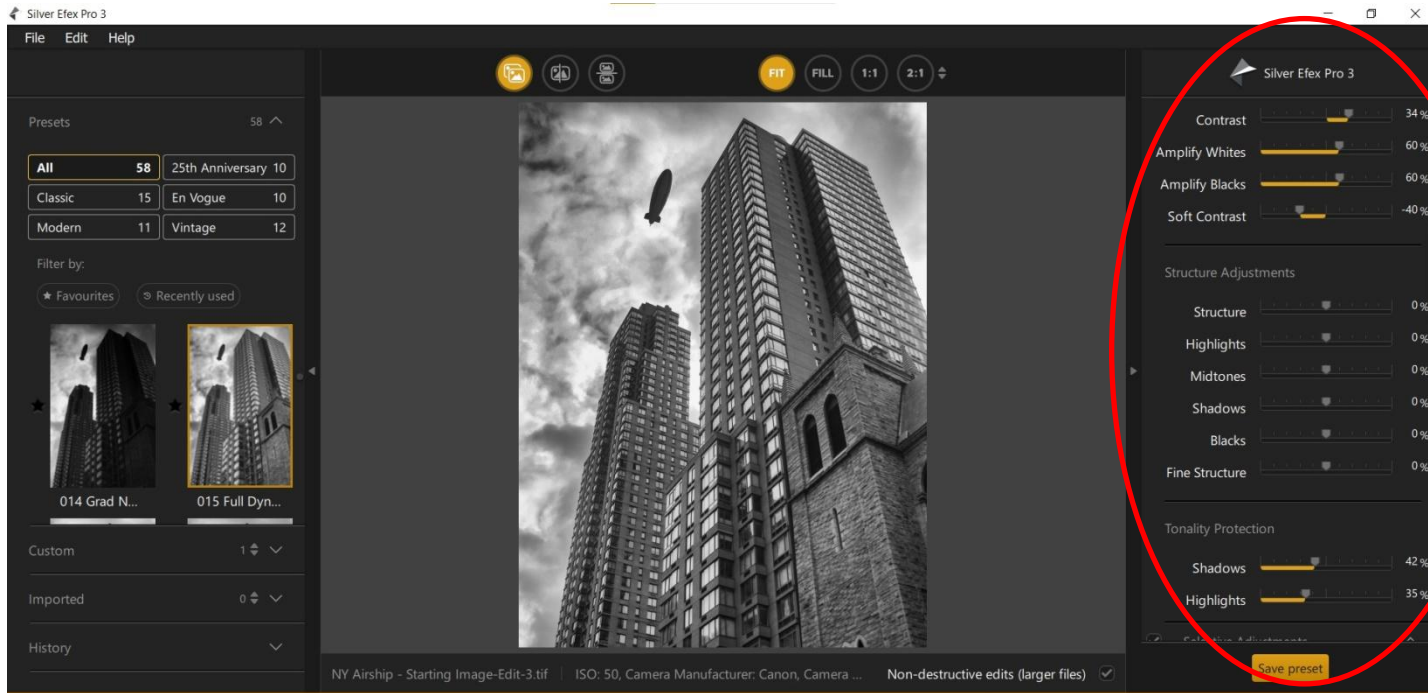 Silver Efex Pro 3
File Edit Help
FIT FILL 1:1 2:1
Silver Efex Pro 3
Presets 58
All 58 25th Anniversary 10
Classic 15 En Vogue 10
Modern 11 Vintage 12
Filter by:
Favourites Recently used
014 Grad N... 015 Full Dyn...
Custom 1
Imported 0
History
NY Airship - Starting Image-Edit-3.tif ISO: 50, Camera Manufacturer: Canon, Camera ... Non-destructive edits (larger files)
Contrast 34 %
Amplify Whites 60 %
Amplify Blacks 60 %
Soft Contrast -40 %
Structure Adjustments
Structure 0 %
Highlights 0 %
Midtones 0 %
Shadows 0 %
Blacks 0 %
Fine Structure 0 %
Tonality Protection
Shadows 42 %
Highlights 35 %
Selective Adjustments
Save preset